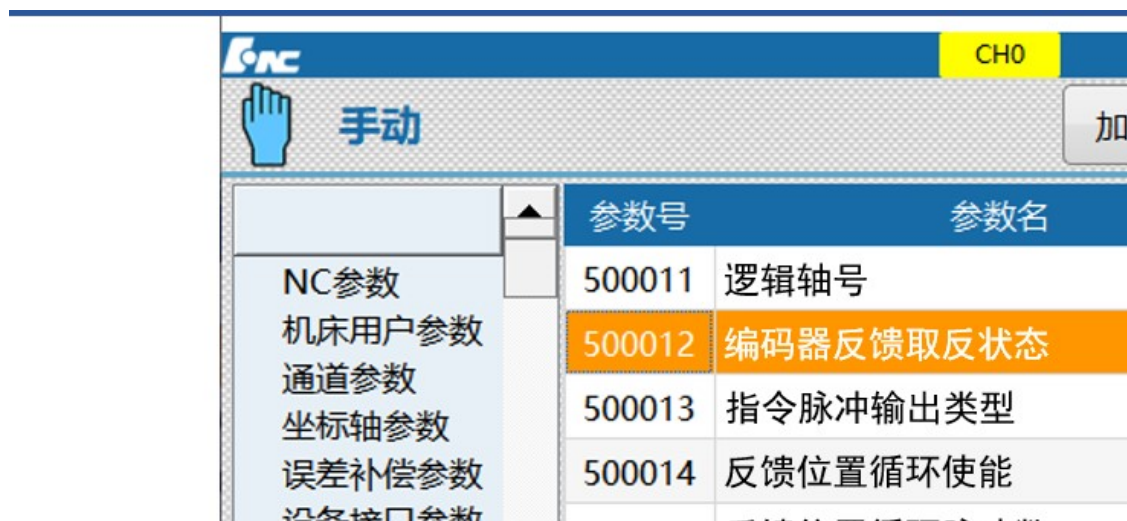 NC
CH0
手动
加
参数号 参数名
NC参数
机床用户参数
通道参数
坐标轴参数
误差补偿参数
500011 逻辑轴号
500012 编码器反馈取反状态
500013 指令脉冲输出类型
500014 反馈位置循环使能